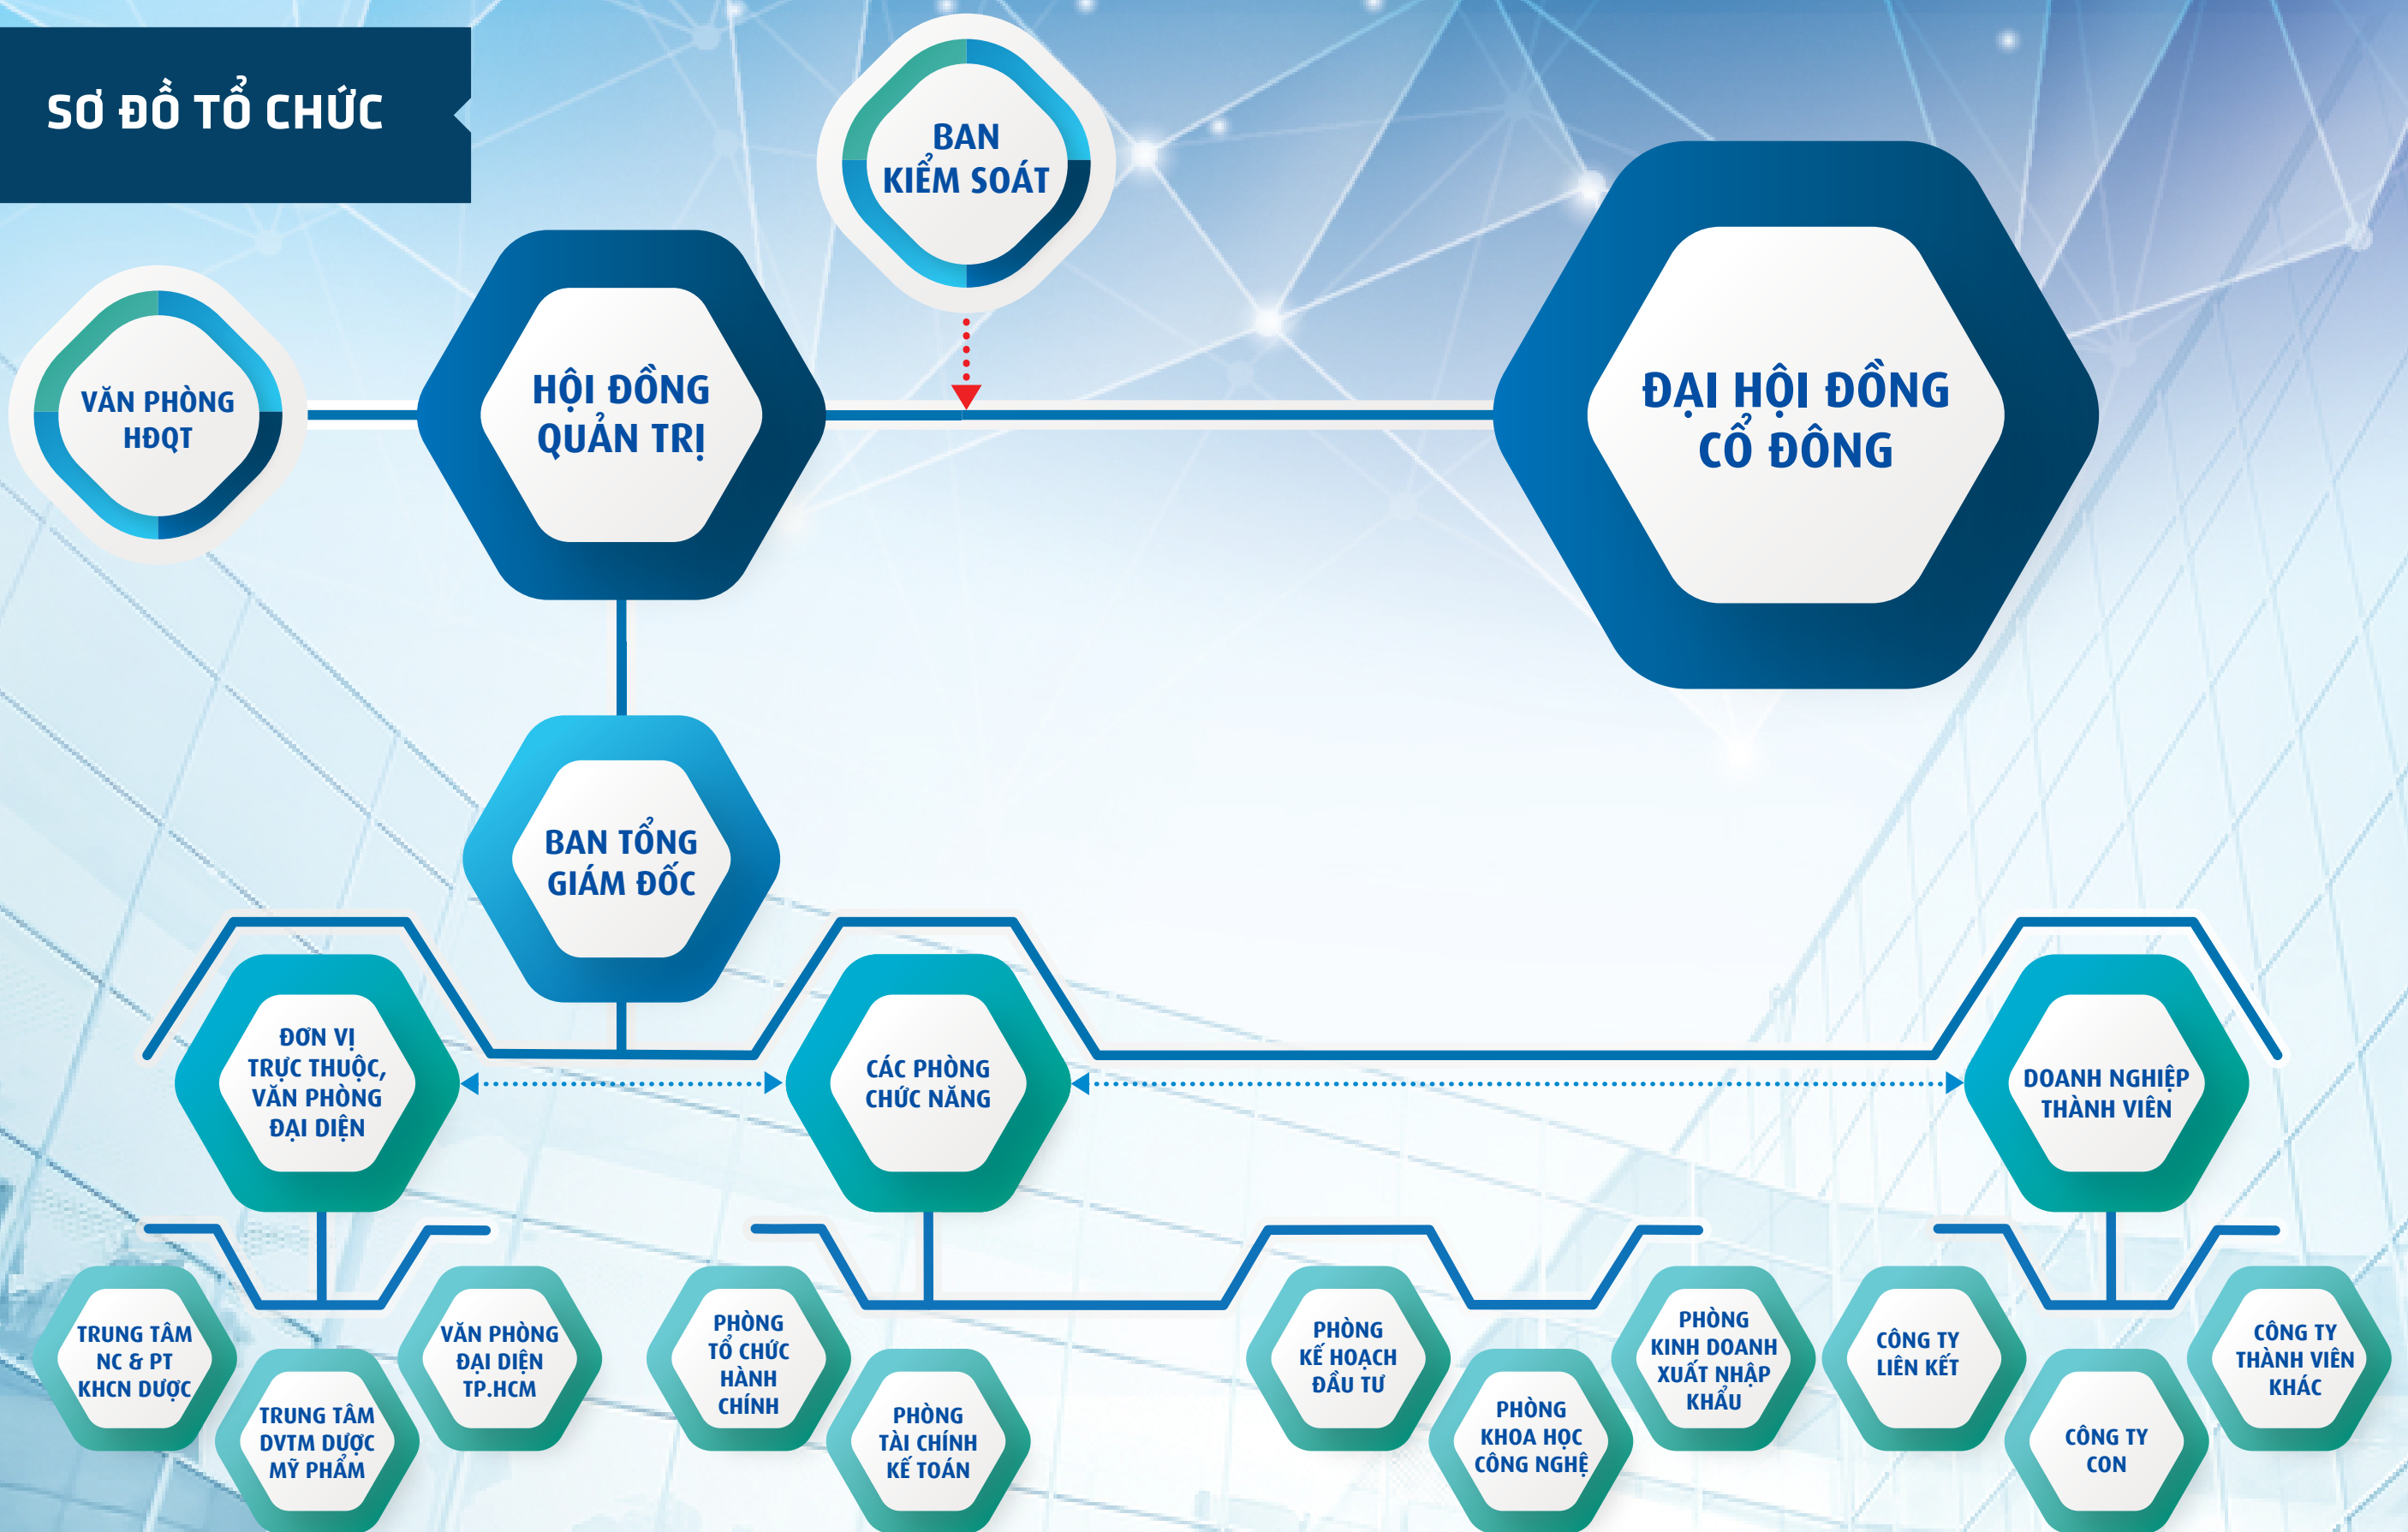 SƠ ĐỒ TỔ CHỨC
BAN
KIỂM SOÁT
VĂN PHÒNG
HĐQT
HỘI ĐỒNG
QUẢN TRỊ
ĐẠI HỘI ĐỒNG
CỔ ĐÔNG
BAN TỔNG
GIÁM ĐỐC
ĐƠN VỊ
TRỰC THUỘC,
VĂN PHÒNG
ĐẠI DIỆN
CÁC PHÒNG
CHỨC NĂNG
DOANH NGHIỆP
THÀNH VIÊN
TRUNG TÂM
NC & PT
KHCN DƯỢC
TRUNG TÂM
DVTM DƯỢC
MỸ PHẨM
VĂN PHÒNG
ĐẠI DIỆN
TP.HCM
PHÒNG
TỔ CHỨC
HÀNH
CHÍNH
PHÒNG
TÀI CHÍNH
KẾ TOÁN
PHÒNG
KẾ HOẠCH
ĐẦU TƯ
PHÒNG
KHOA HỌC
CÔNG NGHỆ
PHÒNG
KINH DOANH
XUẤT NHẬP
KHẨU
CÔNG TY
LIÊN KẾT
CÔNG TY
CON
CÔNG TY
THÀNH VIÊN
KHÁC